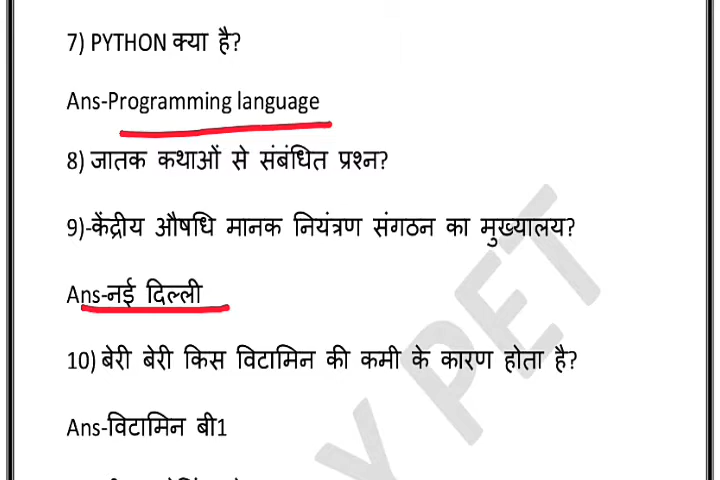 7) PYTHON क्या है?
Ans-Programming language
8) जातक कथाओं से संबंधित प्रश्न?
9)-केंद्रीय औषधि मानक नियंत्रण संगठन का मुख्यालय?
Ans-नई दिल्ली
10) बेरी बेरी किस विटामिन की कमी के कारण होता है?
Ans-विटामिन बी1
Y PET